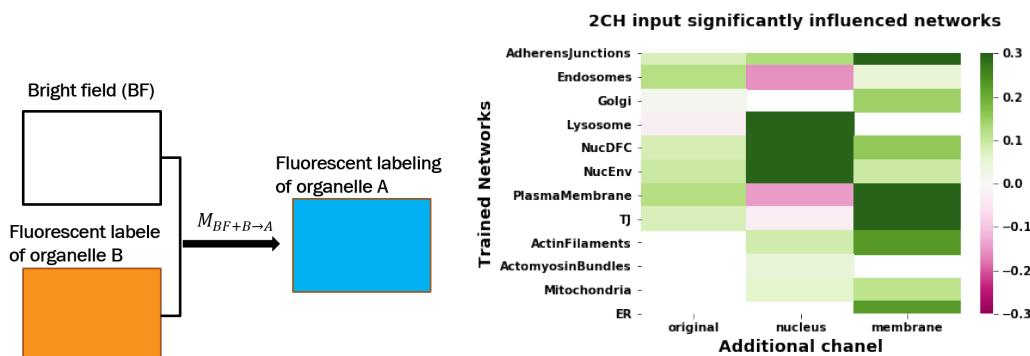 Bright field (BF)
Fluorescent labele
of organelle B
M_{BF+B→A}
Fluorescent labeling
of organelle A
2CH input significantly influenced networks
Trained Networks
AdherensJunctions
Endosomes
Golgi
Lysosome
NucDFC
NucEnv
PlasmaMembrane
TJ
ActinFilaments
ActomyosinBundles
Mitochondria
ER
original nucleus membrane
Additional chanel
0.3
0.2
0.1
0.0
−0.1
−0.2
−0.3